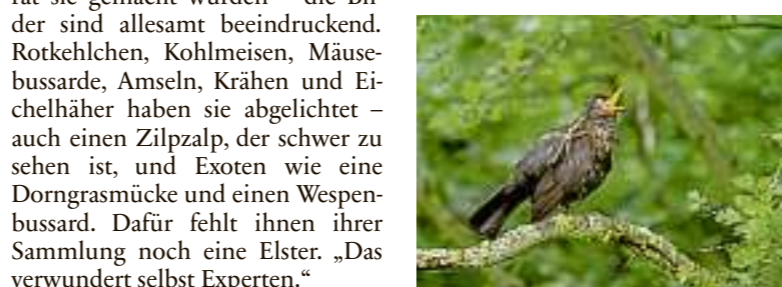 rat sie gemacht wurden – die Bil-
der sind allesamt beeindruckend.
Rotkehlchen, Kohlmeisen, Mäuse-
bussarde, Amseln, Krähen und Ei-
chelhäher haben sie abgelichtet –
auch einen Zilpzalp, der schwer zu
sehen ist, und Exoten wie eine
Dorngrasmücke und einen Wespen-
bussard. Dafür fehlt ihnen ihrer
Sammlung noch eine Elster. „Das
verwundert selbst Experten.“